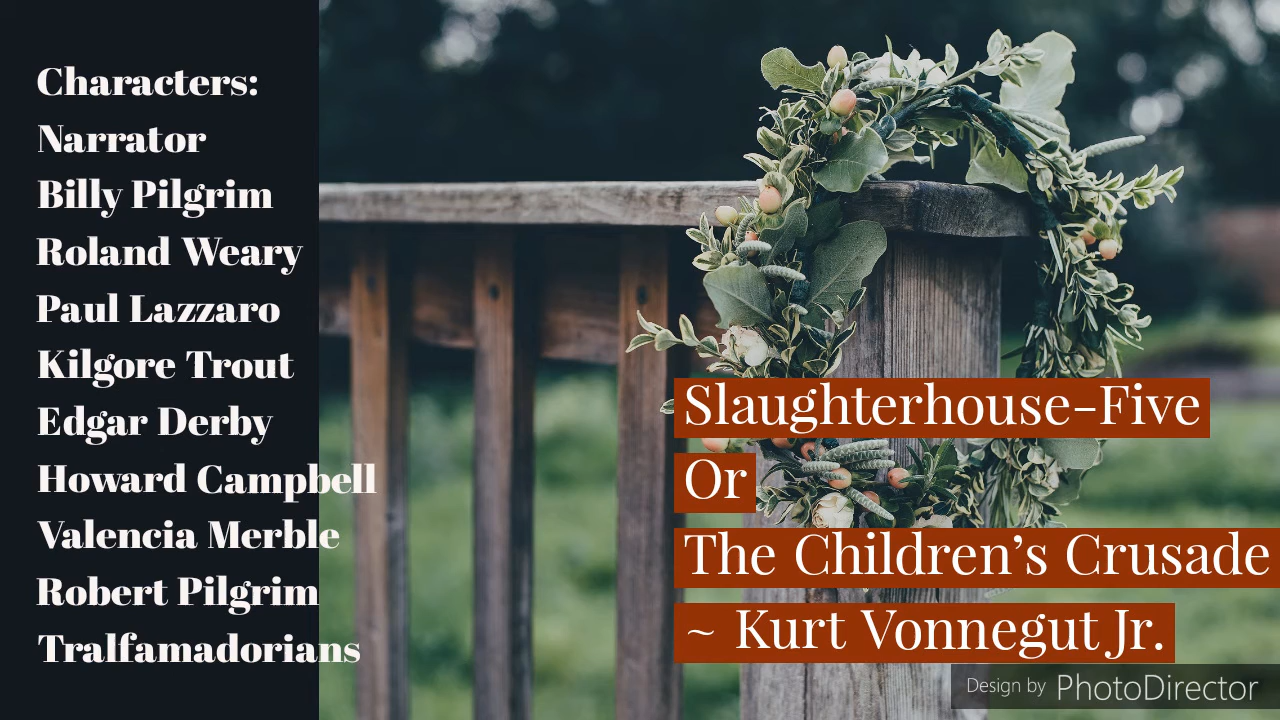 Characters:
Narrator
Billy Pilgrim
Roland Weary
Paul Lazzaro
Kilgore Trout
Edgar Derby
Howard Campbell
Valencia Merble
Robert Pilgrim
Tralfamadorians
Slaughterhouse-Five
Or
The Children's Crusade
~ Kurt Vonnegut Jr.
Design by PhotoDirector